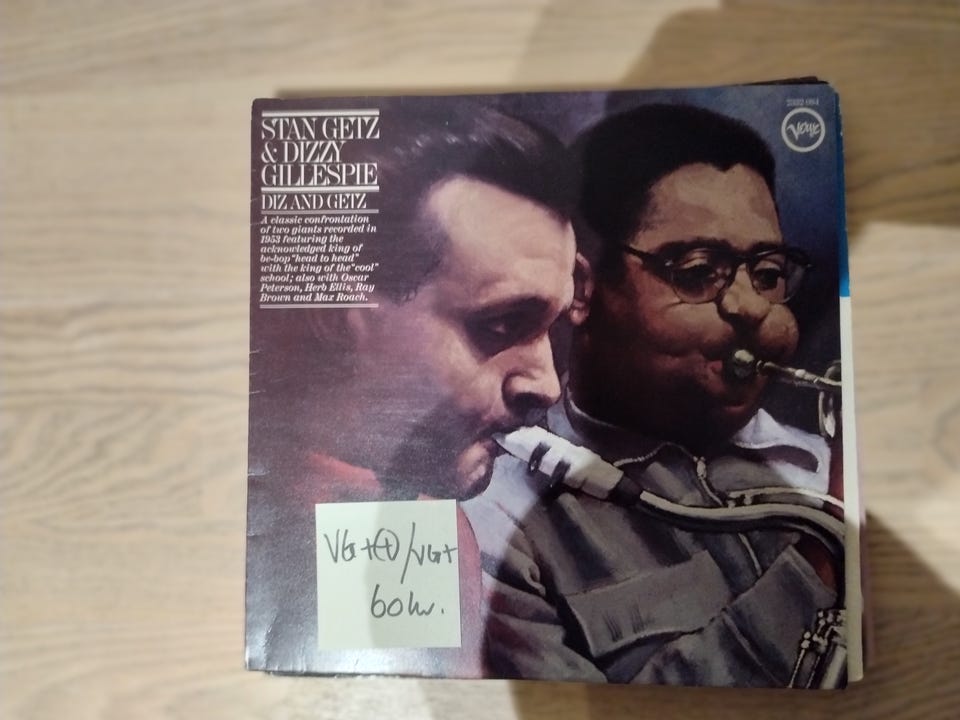 STAN GETZ
& DIZZY
GILLESPIE
DIZ AND GETZ
A classic confrontation
of two giants recorded in
1953 featuring the
acknowledged king of
be-bop "head to head"
with the king of the "cool"
school; also with Oscar
Peterson, Herb Ellis, Ray
Brown and Max Roach.
Verve
VG+(+)/VG+
60kr.